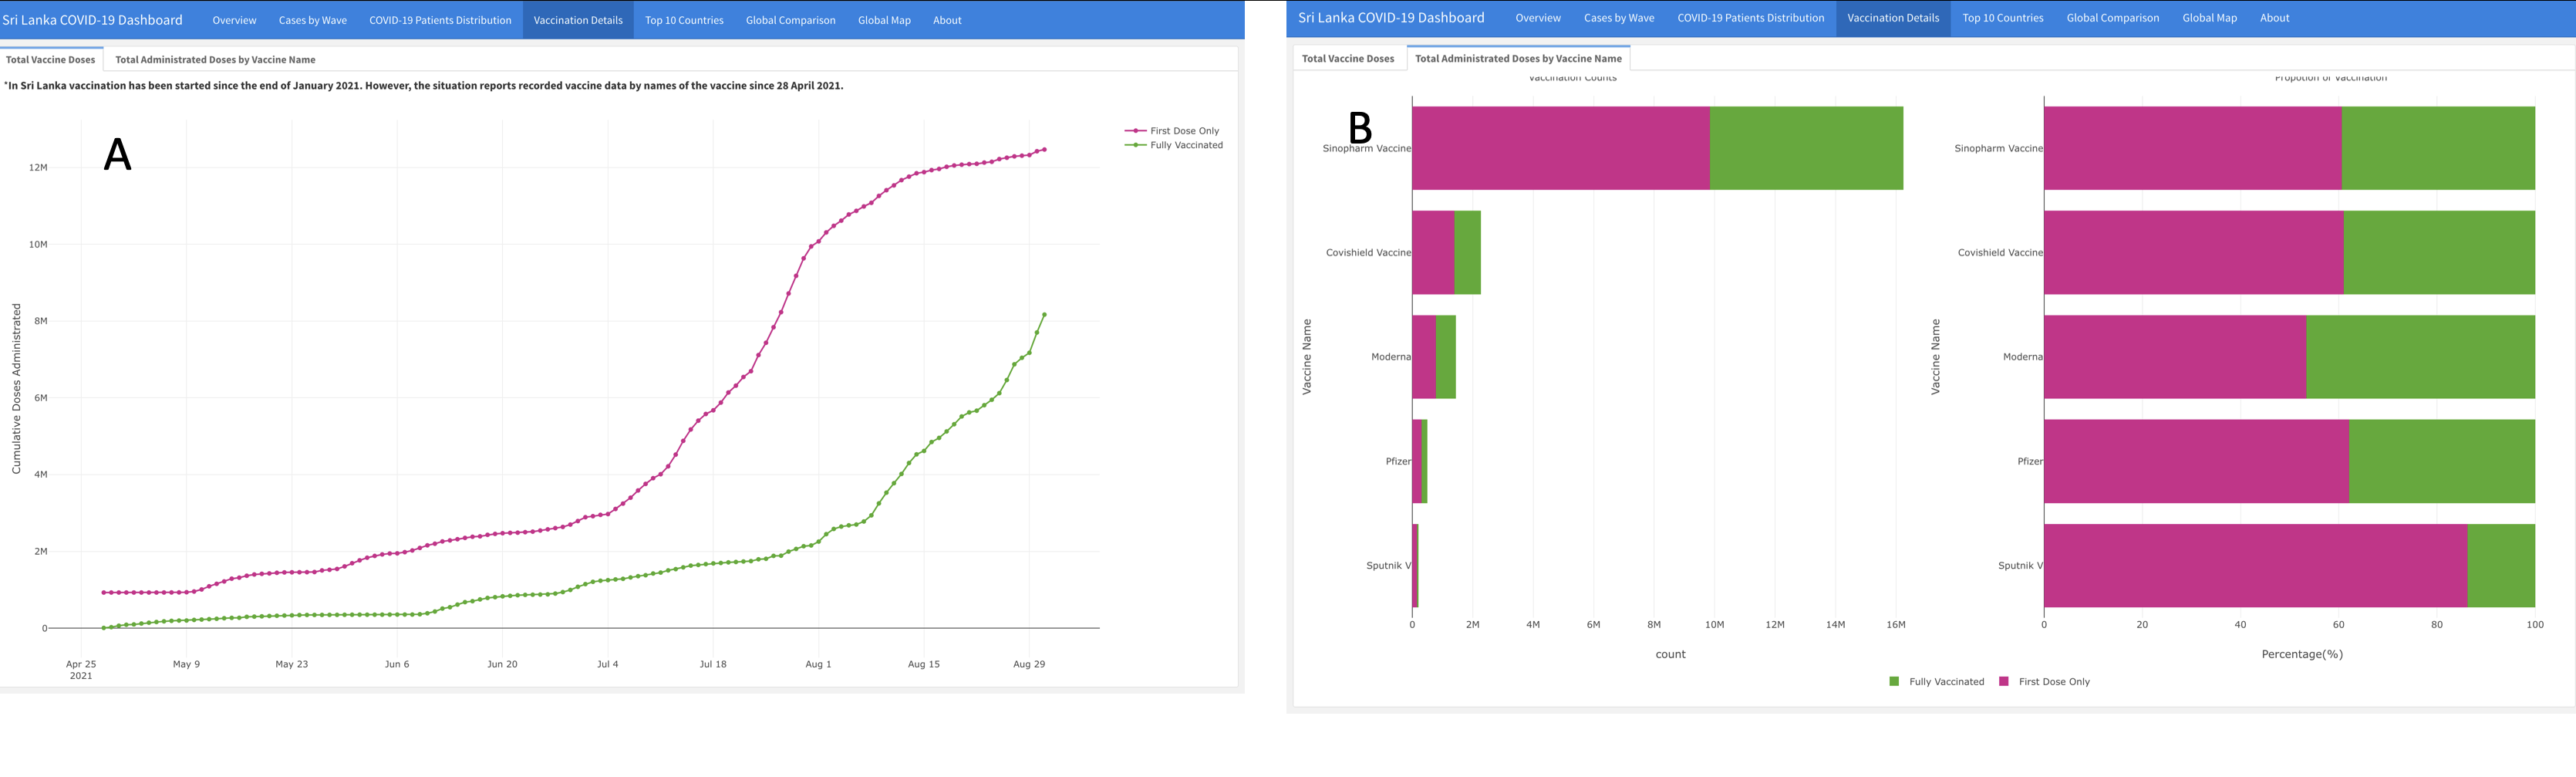 Sri Lanka COVID-19 Dashboard Overview Cases by Wave COVID-19 Patients Distribution Vaccination Details Top 10 Countries Global Comparison Global Map About
Total Vaccine Doses Total Administrated Doses by Vaccine Name
*In Sri Lanka vaccination has been started since the end of January 2021. However, the situation reports recorded vaccine data by names of the vaccine since 28 April 2021.
A
First Dose Only
Fully Vaccinated
Cumulative Doses Administrated
12M
10M
8M
6M
4M
2M
0
Apr 25 May 9 May 23 Jun 6 Jun 20 Jul 4 Jul 18 Aug 1 Aug 15 Aug 29
2021
Sri Lanka COVID-19 Dashboard Overview Cases by Wave COVID-19 Patients Distribution Vaccination Details Top 10 Countries Global Comparison Global Map About
Total Vaccine Doses Total Administrated Doses by Vaccine Name
Vaccination Counts
B
Vaccine Name
Sinopharm Vaccine
Covishield Vaccine
Moderna
Pfizer
Sputnik V
0 2M 4M 6M 8M 10M 12M 14M 16M
count
Propotion of Vaccination
Vaccine Name
Sinopharm Vaccine
Covishield Vaccine
Moderna
Pfizer
Sputnik V
0 20 40 60 80 100
Percentage(%)
Fully Vaccinated First Dose Only